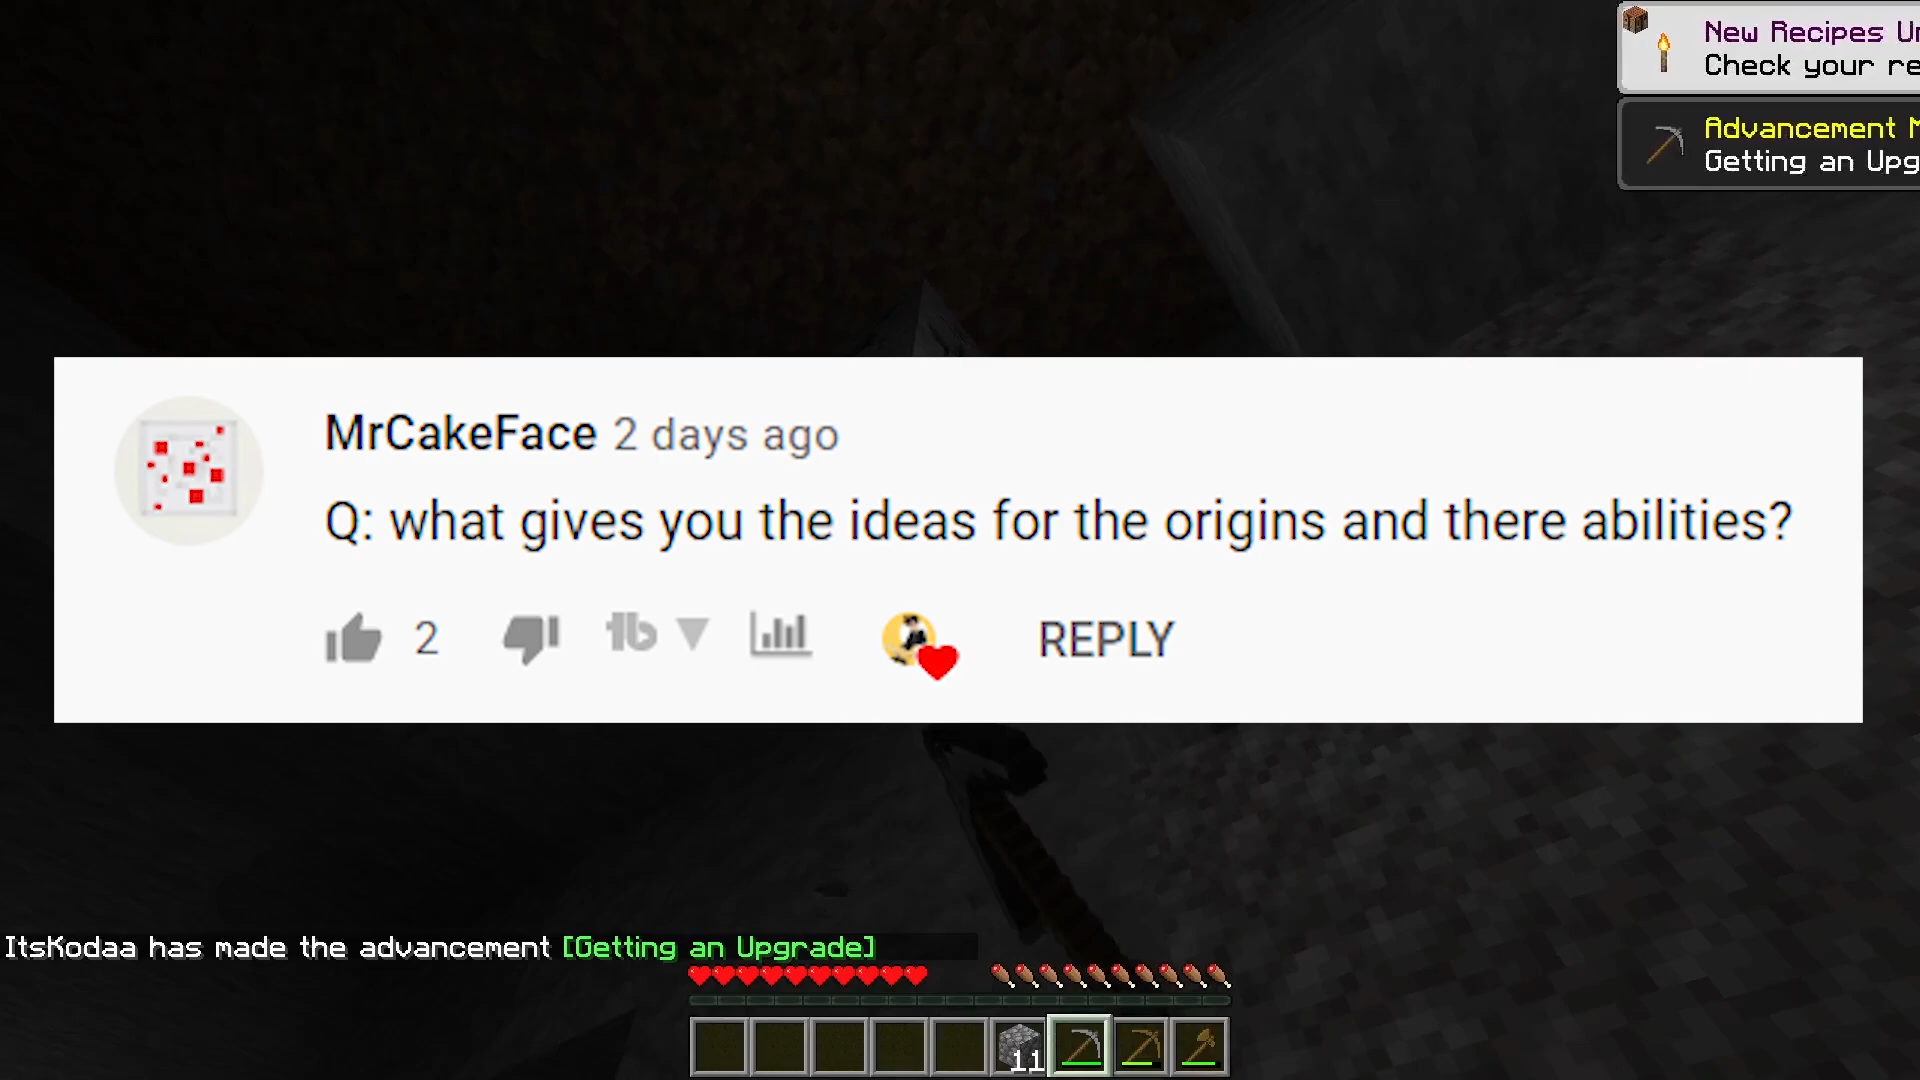 New Recipes Un
Check your re
Advancement M
Getting an Upg
MrCakeFace 2 days ago
Q: what gives you the ideas for the origins and there abilities?
2
REPLY
ItsKodaa has made the advancement [Getting an Upgrade]
11